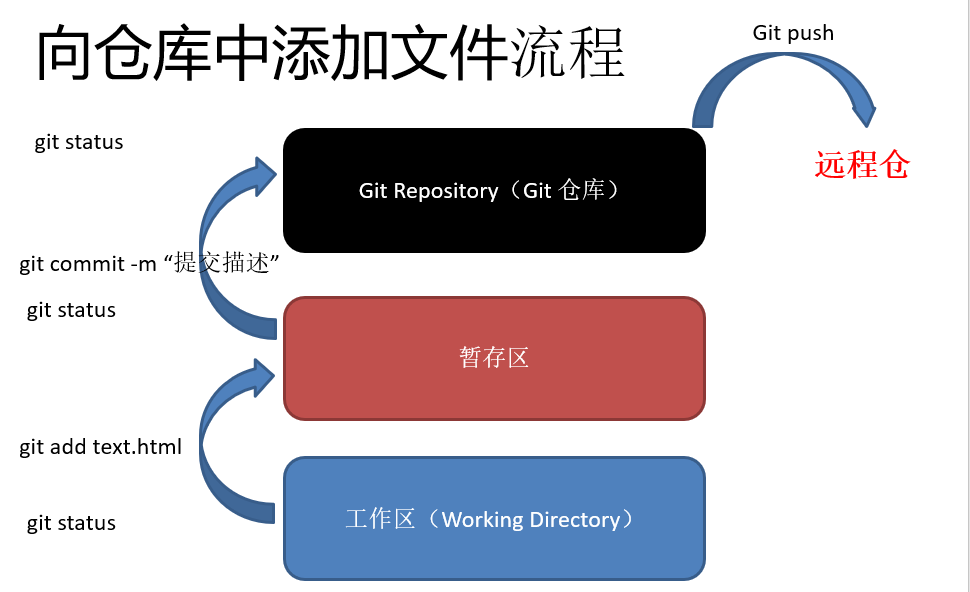 向仓库中添加文件流程
Git push
git status
远程仓
Git Repository（Git 仓库）
git commit -m “提交描述”
git status
暂存区
git add text.html
工作区（Working Directory）
git status